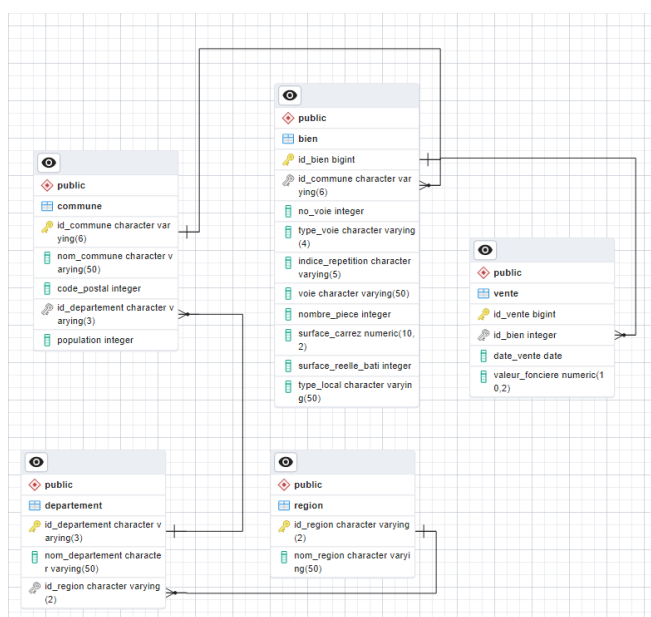 public
bien
id_bien bigint
id_commune character var
ying(6)
no_voie integer
type_voie character varying
(4)
indice_repetition character
varying(5)
voie character varying(50)
nombre_piece integer
surface_carrez numeric(10,
2)
surface_reelle_bati integer
type_local character varyin
g(50)
public
commune
id_commune character var
ying(6)
nom_commune character v
arying(50)
code_postal integer
id_departement character v
arying(3)
population integer
public
vente
id_vente bigint
id_bien integer
date_vente date
valeur_fonciere numeric(1
0,2)
public
departement
id_departement character v
arying(3)
nom_departement characte
r varying(50)
id_region character varying
(2)
public
region
id_region character varying
(2)
nom_region character varyi
ng(50)